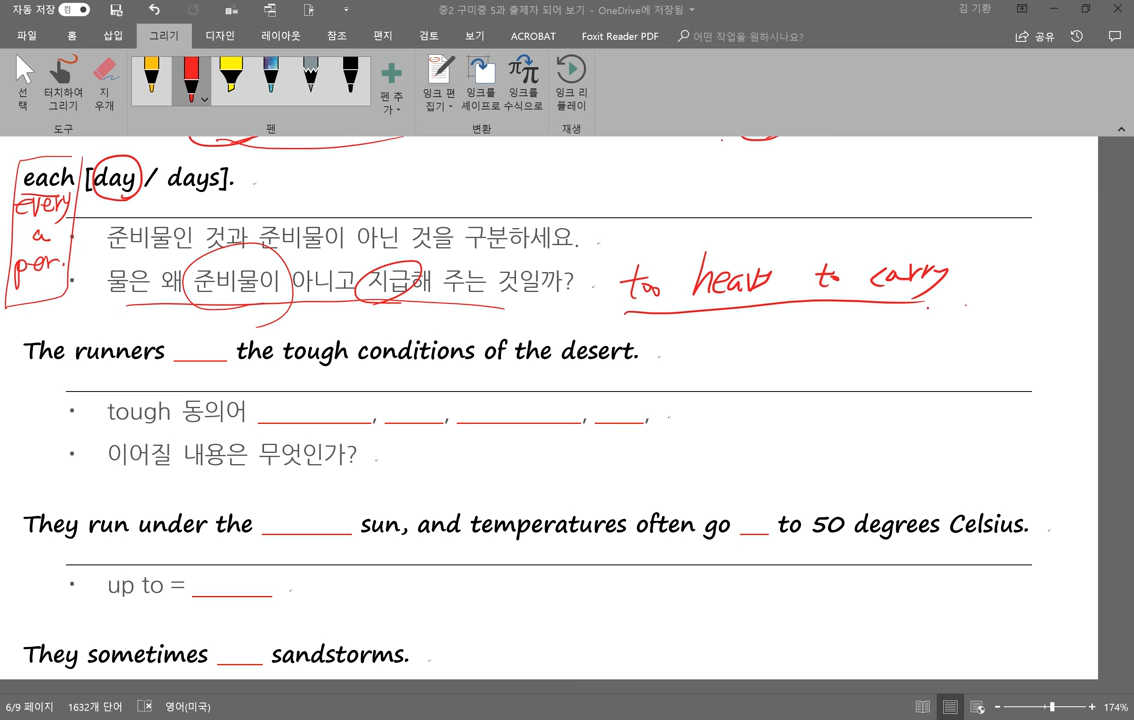 자동 저장 컴 중2 구미중 5과 출제자 되어 보기 - OneDrive에 저장됨 김 기환
파일 홈 삽입 그리기 디자인 레이아웃 참조 편지 검토 보기 ACROBAT Foxit Reader PDF 어떤 작업을 원하시나요? 공유
선택 터치하여 그리기 지우개 펜 추가 잉크 편집기 잉크를 셰이프로 잉크를 수식으로 잉크 리플레이
도구 펜 변환 재생
each [day / days].
every
a
per.
준비물인 것과 준비물이 아닌 것을 구분하세요.
물은 왜 준비물이 아니고 지급해 주는 것일까? too heavy to carry
The runners ____ the tough conditions of the desert.
tough 동의어 ________, ____, ________, ____,
이어질 내용은 무엇인가?
They run under the ______ sun, and temperatures often go __ to 50 degrees Celsius.
up to = ______
They sometimes ____ sandstorms.
6/9 페이지 1632개 단어 영어(미국) 174%